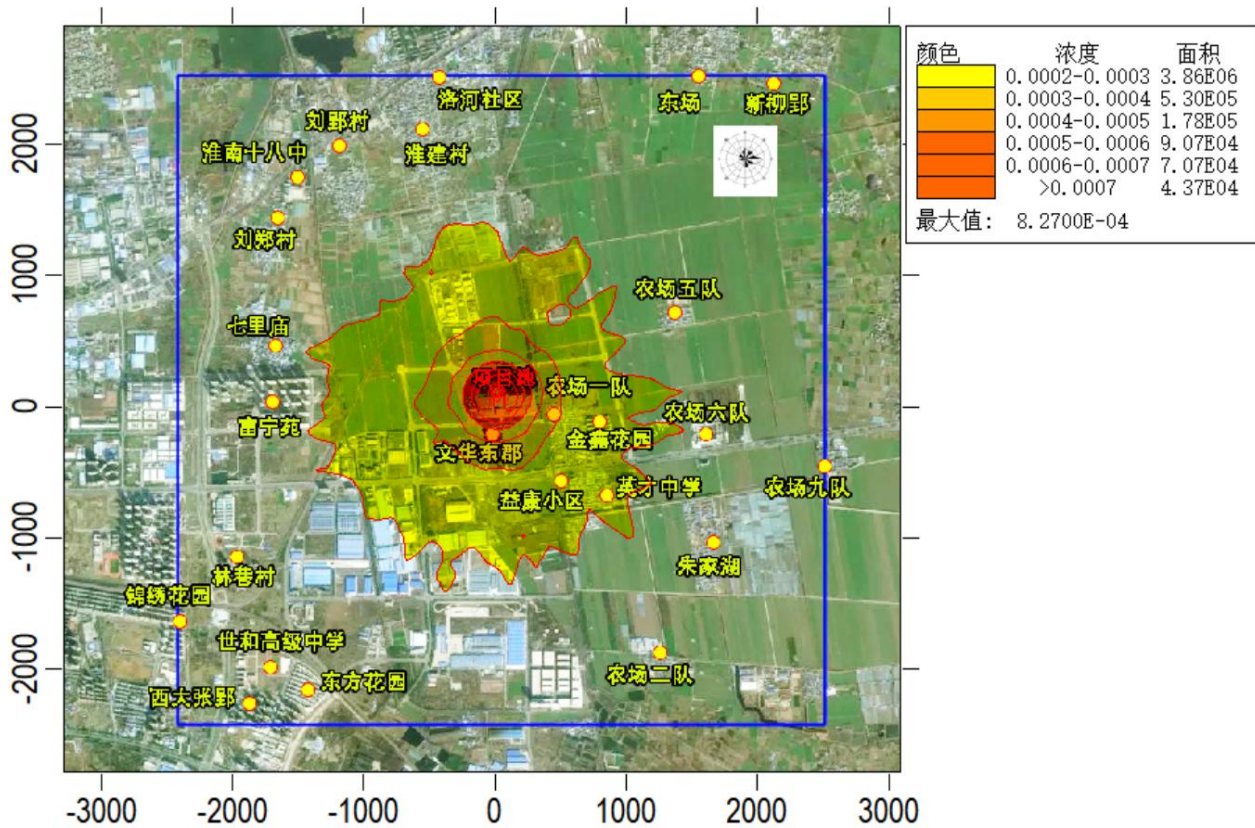 颜色 浓度 面积
0.0002-0.0003 3.86E06
0.0003-0.0004 5.30E05
0.0004-0.0005 1.78E05
0.0005-0.0006 9.07E04
0.0006-0.0007 7.07E04
>0.0007 4.37E04
最大值: 8.2700E-04
洛河社区
东场
新柳郢
刘郢村
淮建村
淮南十八中
刘郑村
农场五队
七里庙
项目地
农场一队
富宁苑
金鑫花园
农场六队
文华东郡
益康小区
英才中学
农场九队
朱家湖
林巷村
锦绣花园
世和高级中学
农场二队
东方花园
西大张郢
2000
1000
0
-1000
-2000
-3000
-2000
-1000
0
1000
2000
3000